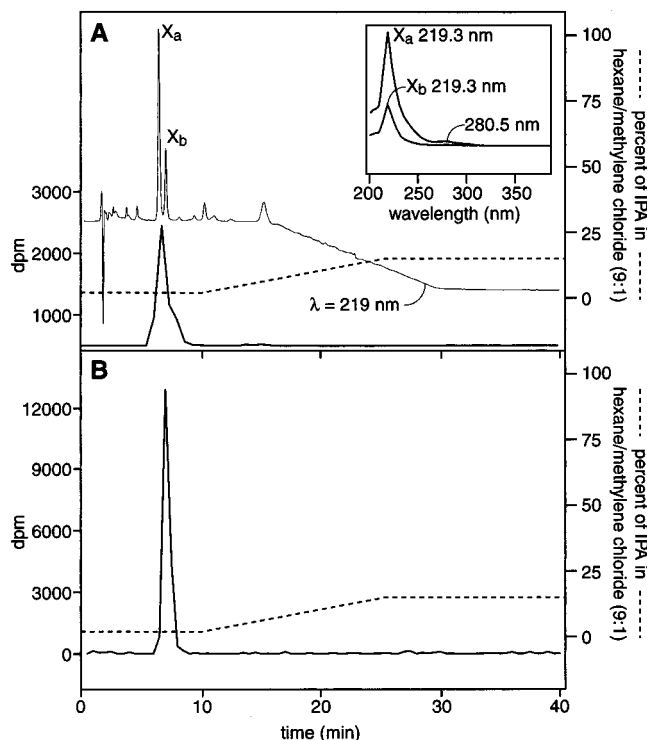 A
Xa
Xb
Xa 219.3 nm
Xb 219.3 nm
280.5 nm
200 250 300 350
wavelength (nm)
3000
2000
1000
dpm
λ = 219 nm
100
75
50
25
0
percent of IPA in
hexane/methylene chloride (9:1)
B
12000
9000
6000
3000
0
dpm
100
75
50
25
0
percent of IPA in
hexane/methylene chloride (9:1)
0 10 20 30 40
time (min)